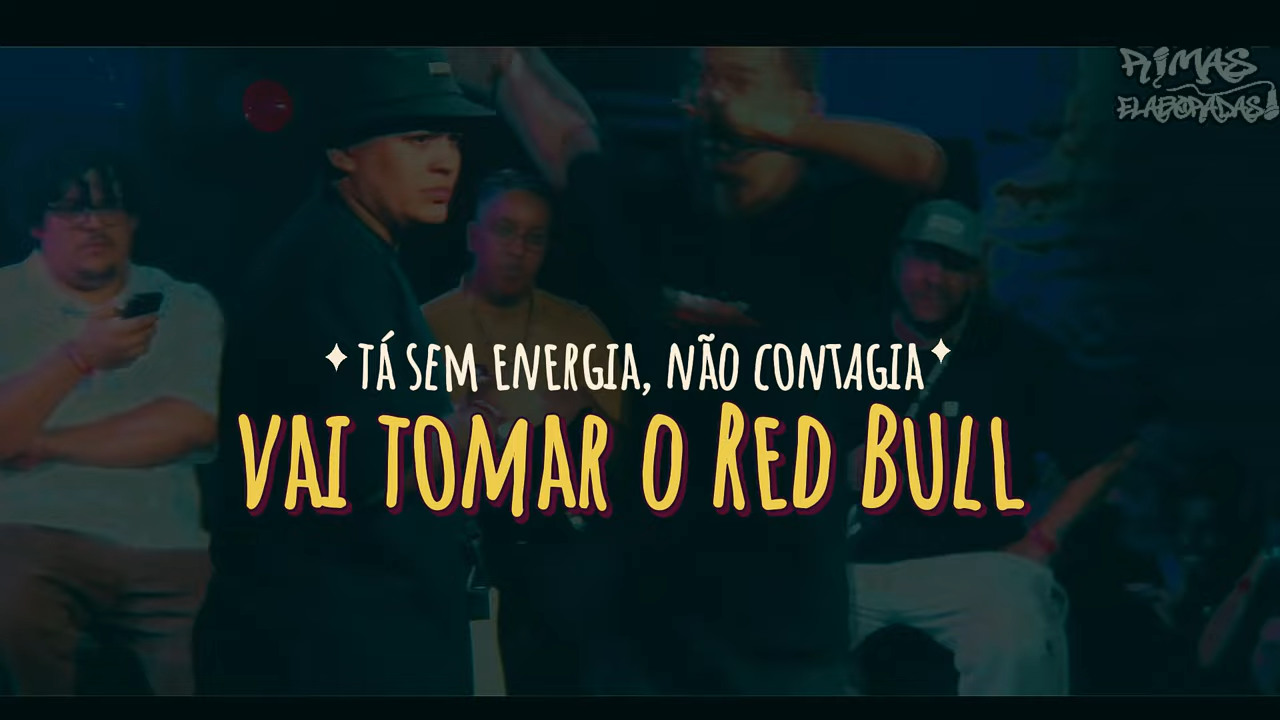 RIMAS
ELABORADAS!
TÁ SEM ENERGIA, NÃO CONTAGIA
VAI TOMAR O RED BULL